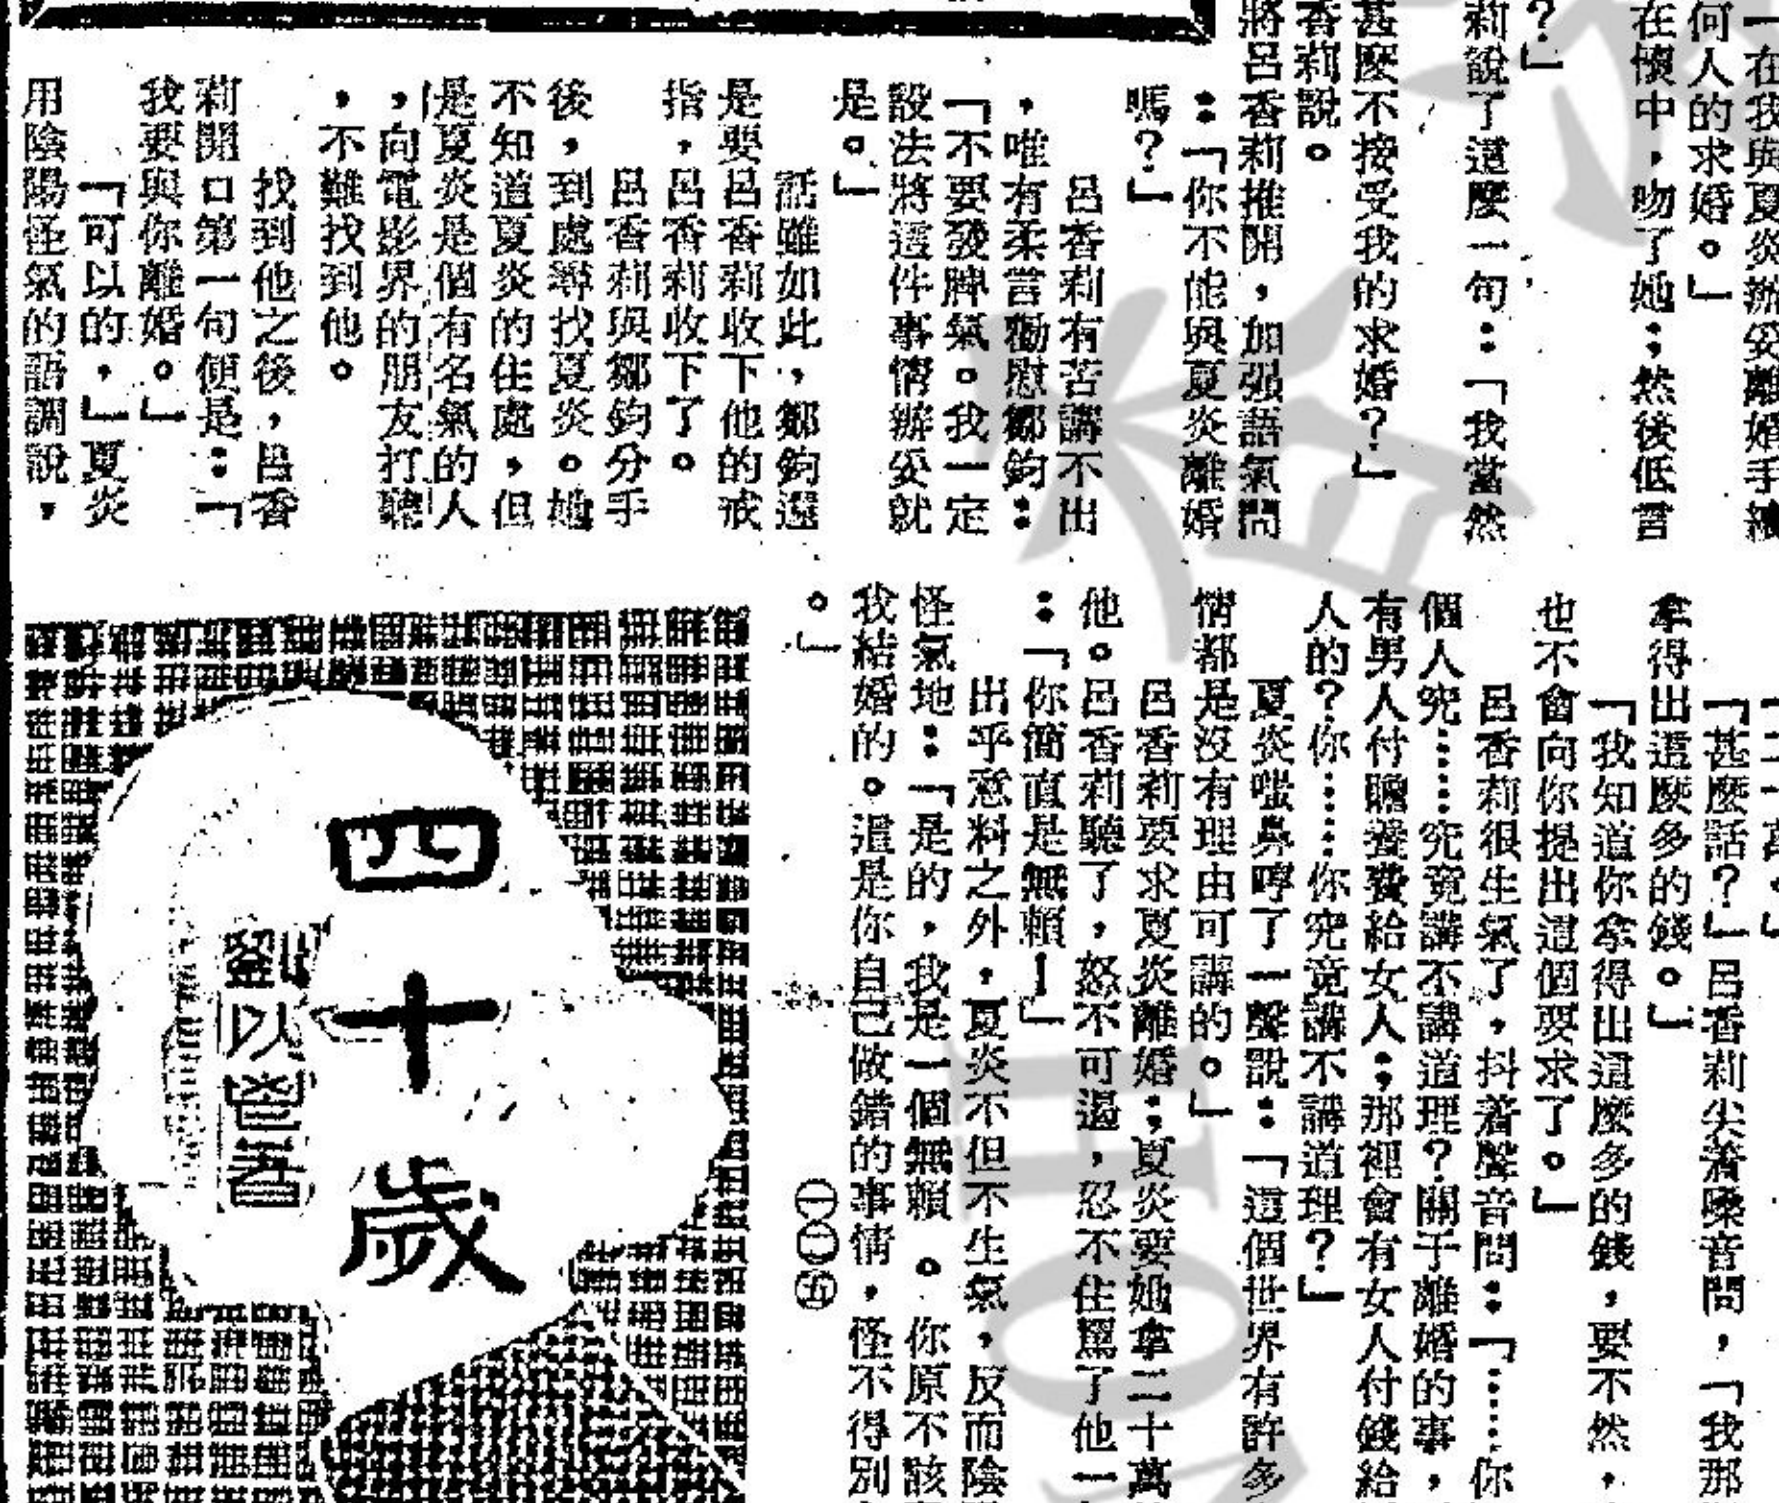 一在我與夏炎辦妥離婚手續
何人的求婚。」
在懷中，吻了她；然後低言
？」
莉說了這麼一句：「我當然
甚麼不接受我的求婚？」
香莉說。
將呂香莉推開，加强語氣問
：「你不能與夏炎離婚
嗎？」
呂香莉有苦講不出
，唯有柔言勸慰鄒鈞：
「不要發脾氣。我一定
設法將這件事情辦妥就
是。」
話雖如此，鄒鈞還
是要呂香莉收下他的戒
指，呂香莉收下了。
呂香莉與鄒鈞分手
後，到處尋找夏炎。她
不知道夏炎的住處，但
是夏炎是個有名氣的人
，向電影界的朋友打聽
，不難找到他。
找到他之後，呂香
莉開口第一句便是：「
我要與你離婚。」
「可以的，」夏炎
用陰陽怪氣的語調說，
二十萬。」
「甚麼話？」呂香莉尖着嗓音問，「我那
拿得出這麼多的錢。」
「我知道你拿得出這麼多的錢，要不然，
也不會向你提出這個要求了。」
呂香莉很生氣了，抖着聲音問：「……你
個人究……究竟講不講道理？關于離婚的事，
有男人付贍養費給女人；那裡會有女人付錢給
人的？你……你究竟講不講道理？」
夏炎嗤鼻哼了一聲說：「這個世界有許多
情都是沒有理由可講的。」
呂香莉要求夏炎離婚；夏炎要她拿二十萬
他。呂香莉聽了，怒不可遏，忍不住罵了他一
：「你簡直是無賴！」
出乎意料之外，夏炎不但不生氣，反而陰
怪氣地：「是的，我是一個無賴。你原不該
我結婚的。這是你自己做錯的事情，怪不得別
。」
一〇五
四十歲
劉以鬯著